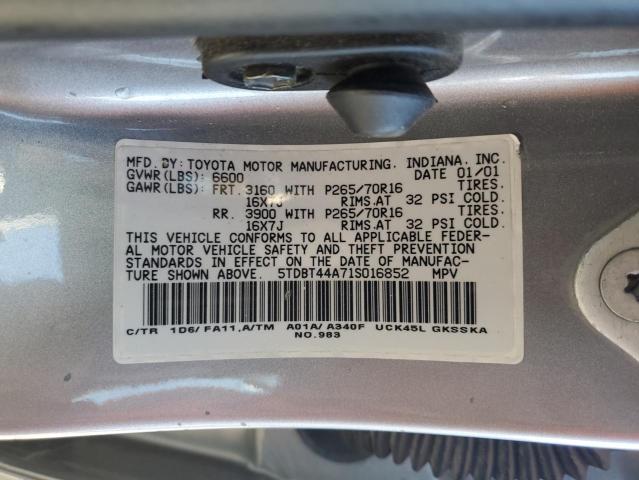 MFD. BY: TOYOTA MOTOR MANUFACTURING, INDIANA, INC.
GVWR(LBS): 6600 DATE 01/01
GAWR(LBS): FRT. 3160 WITH P265/70R16 TIRES.
16X7J RIMS.AT 32 PSI COLD.
RR. 3900 WITH P265/70R16 TIRES.
16X7J RIMS.AT 32 PSI COLD.
THIS VEHICLE CONFORMS TO ALL APPLICABLE FEDER-
AL MOTOR VEHICLE SAFETY AND THEFT PREVENTION
STANDARDS IN EFFECT ON THE DATE OF MANUFAC-
TURE SHOWN ABOVE. 5TDBT44A71S016852 MPV
C/TR 1D6/ FA11,A/TM A01A/ A340F UCK45L GKSSKA
NO.983